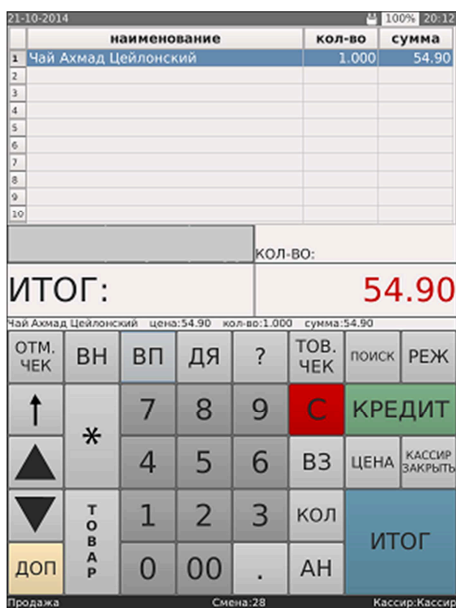 21-10-2014 100% 20:12
наименование кол-во сумма
1 Чай Ахмад Цейлонский 1.000 54.90
2
3
4
5
6
7
8
9
10
КОЛ-ВО:
ИТОГ: 54.90
Чай Ахмад Цейлонский цена:54.90 кол-во:1.000 сумма:54.90
ОТМ. ЧЕК ВН ВП ДЯ ? ТОВ. ЧЕК ПОИСК РЕЖ
↑ * 7 8 9 С КРЕДИТ
▲ 4 5 6 ВЗ ЦЕНА КАССИР ЗАКРЫТЬ
▼ ТОВАР 1 2 3 КОЛ ИТОГ
ДОП 0 00 . АН
Продажа Смена:28 Кассир:Кассир